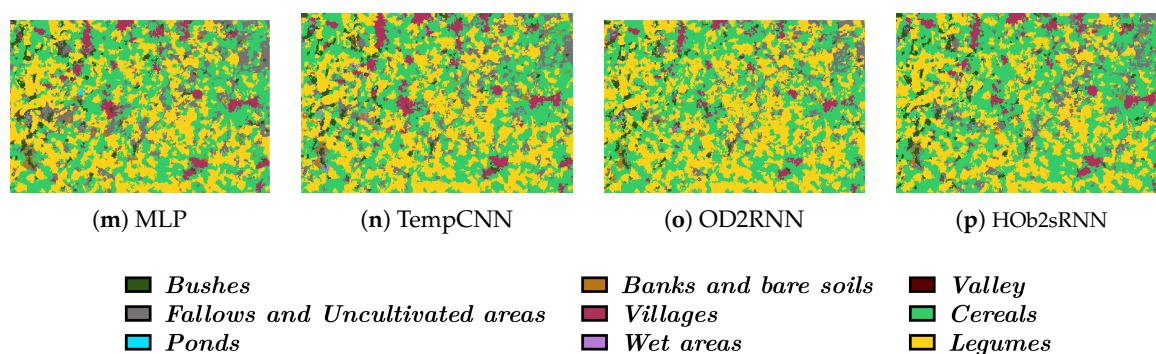 (m) MLP (n) TempCNN (o) OD2RNN (p) HOb2sRNN
Bushes Banks and bare soils Valley
Fallows and Uncultivated areas Villages Cereals
Ponds Wet areas Legumes